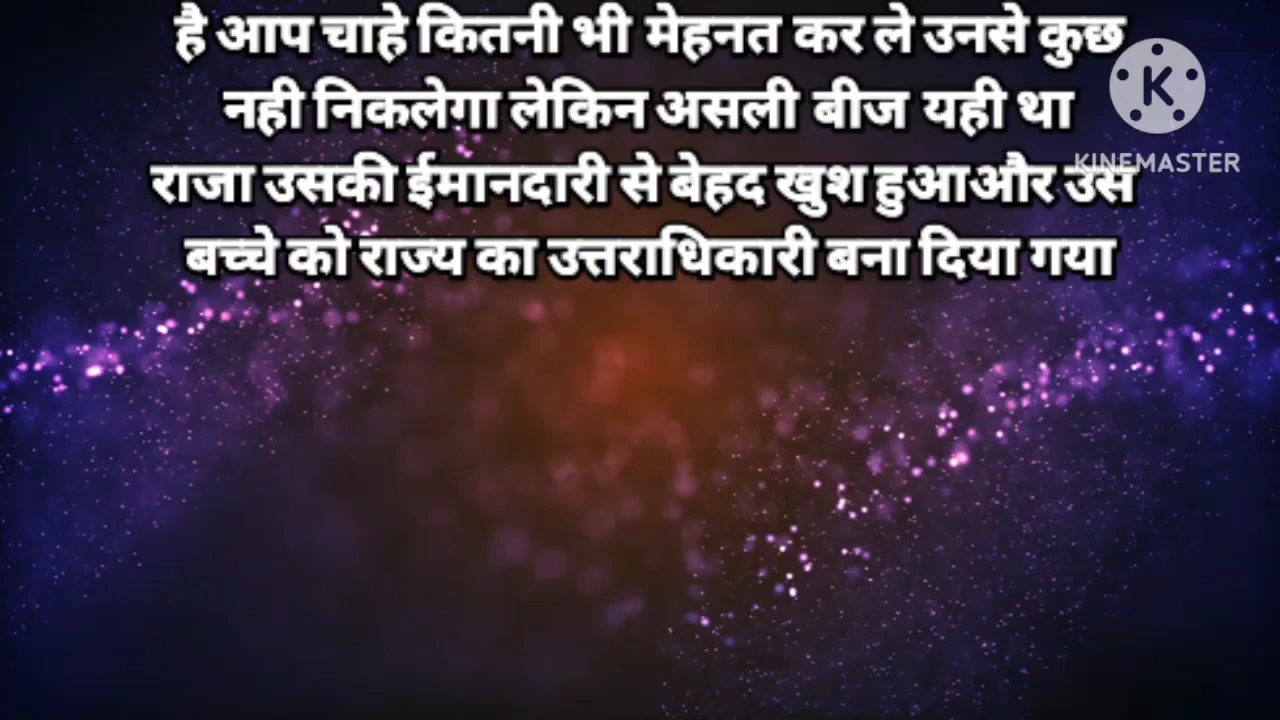 है आप चाहे कितनी भी मेहनत कर ले उनसे कुछ
नही निकलेगा लेकिन असली बीज यही था
राजा उसकी ईमानदारी से बेहद खुश हुआऔर उस
बच्चे को राज्य का उत्तराधिकारी बना दिया गया
K
KINEMASTER